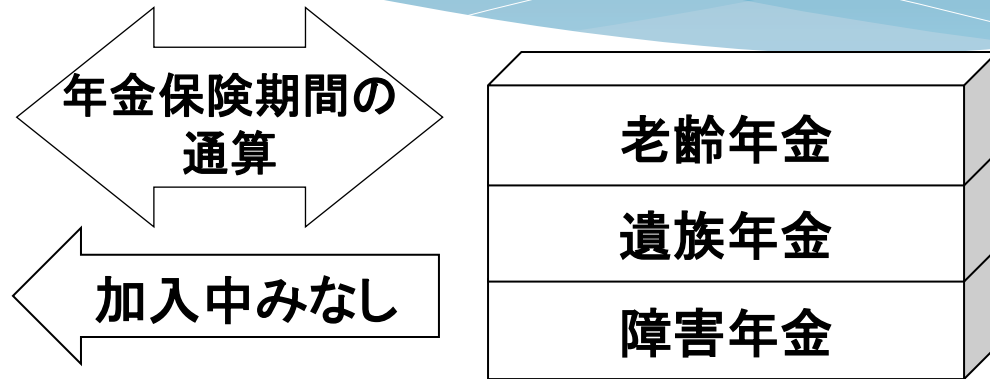 年金保険期間の
通算
加入中みなし
老齢年金
遺族年金
障害年金